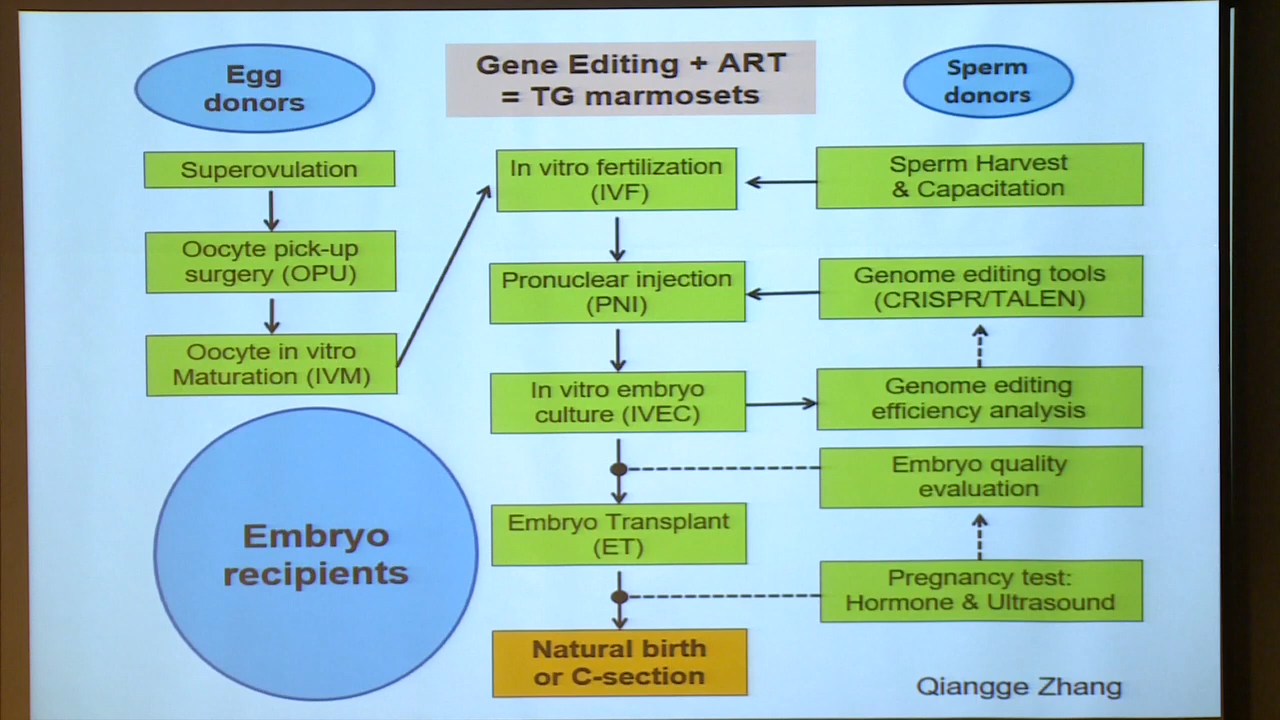 Egg
donors
Gene Editing + ART
= TG marmosets
Sperm
donors
Superovulation
Oocyte pick-up
surgery (OPU)
Oocyte in vitro
Maturation (IVM)
In vitro fertilization
(IVF)
Sperm Harvest
& Capacitation
Pronuclear injection
(PNI)
Genome editing tools
(CRISPR/TALEN)
In vitro embryo
culture (IVEC)
Genome editing
efficiency analysis
Embryo quality
evaluation
Embryo Transplant
(ET)
Pregnancy test:
Hormone & Ultrasound
Embryo
recipients
Natural birth
or C-section
Qiangge Zhang